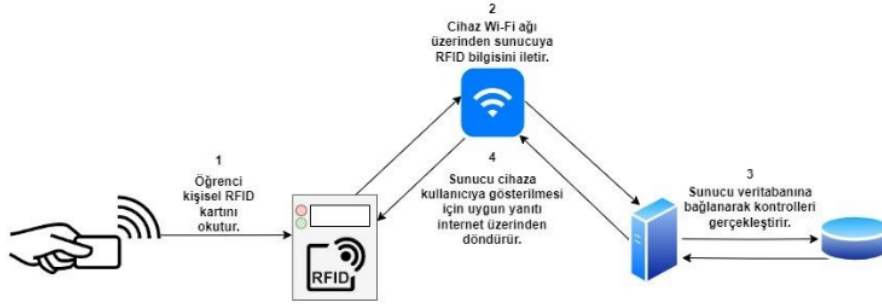 1
Öğrenci
kişisel RFID
kartını
okutur.
RFID
2
Cihaz Wi-Fi ağı
üzerinden sunucuya
RFID bilgisini iletir.
4
Sunucu cihaza
kullanıcıya gösterilmesi
için uygun yanıtı
internet üzerinden
döndürür.
3
Sunucu veritabanına
bağlanarak kontrolleri
gerçekleştirir.